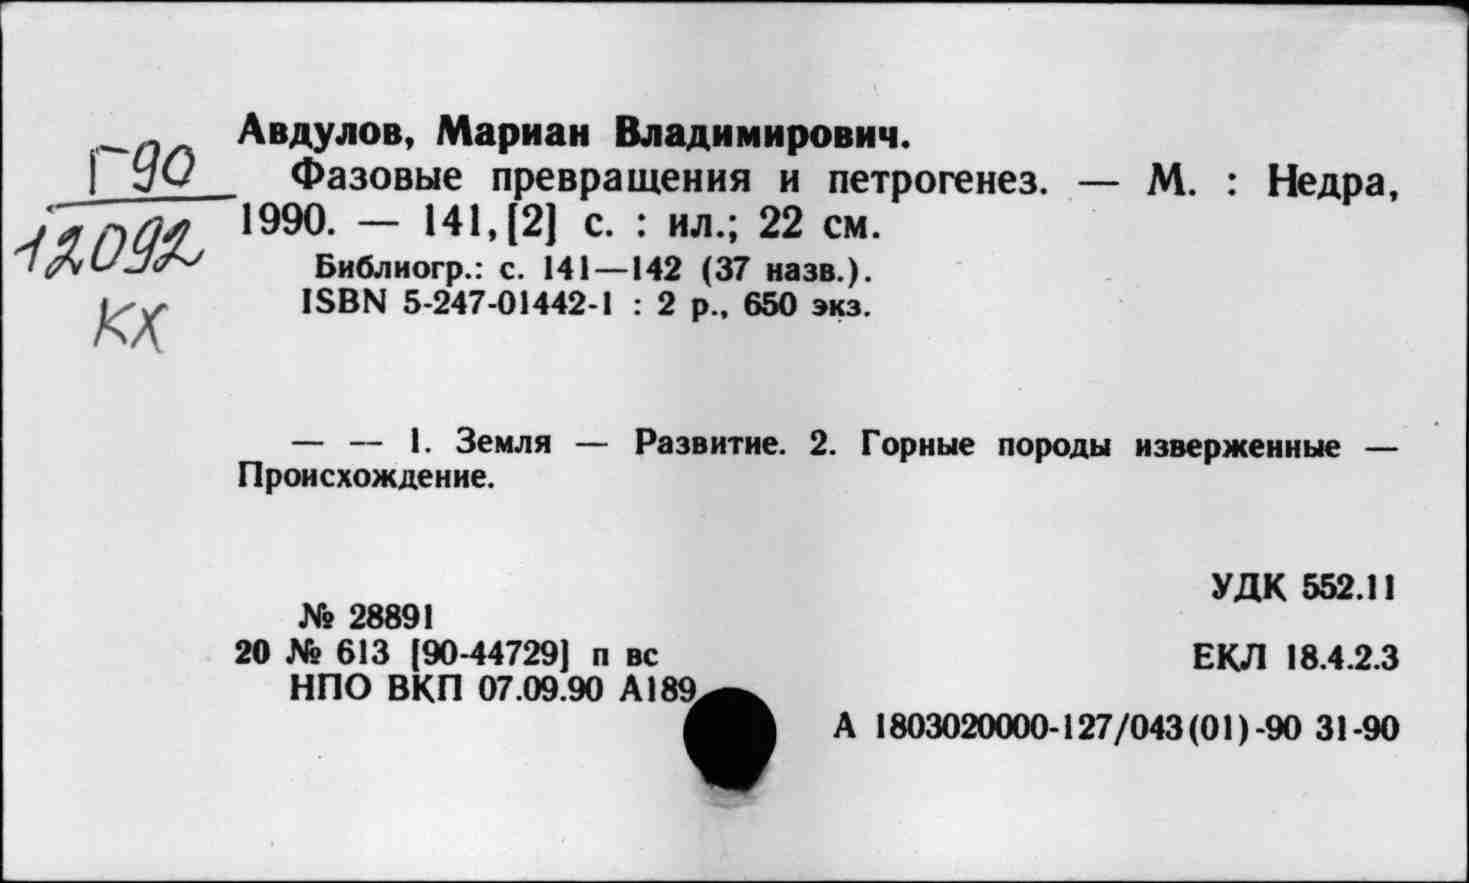 Авдулов, Мариан Владимирович.
Г90
Фазовые превращения и петрогенез. — М. : Недра,
12092
1990. — 141,[2] с. : ил.; 22 см.
Библиогр.: с. 141—142 (37 назв.).
КХ
ISBN 5-247-01442-1 : 2 р., 650 экз.
— — 1. Земля — Развитие. 2. Горные породы изверженные —
Происхождение.
УДК 552.11
№ 28891
20 № 613 [90-44729] п вс
ЕКЛ 18.4.2.3
НПО ВКП 07.09.90 А189
А 1803020000-127/043(01)-90 31-90